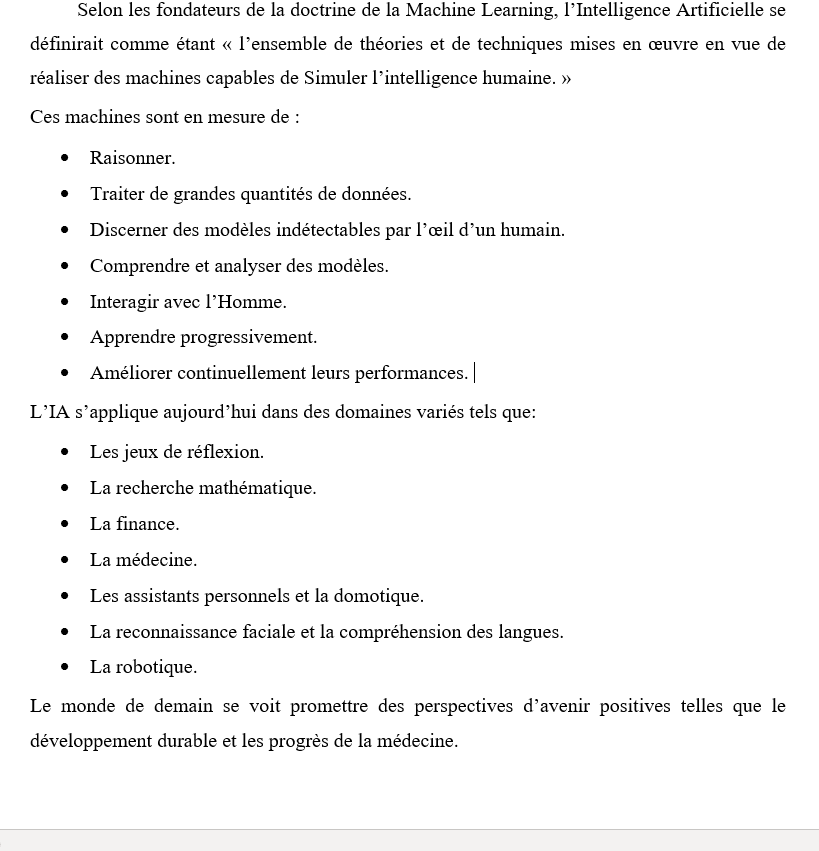 Selon les fondateurs de la doctrine de la Machine Learning, l’Intelligence Artificielle se
définirait comme étant « l’ensemble de théories et de techniques mises en œuvre en vue de
réaliser des machines capables de Simuler l’intelligence humaine. »
Ces machines sont en mesure de :
• Raisonner.
• Traiter de grandes quantités de données.
• Discerner des modèles indétectables par l’œil d’un humain.
• Comprendre et analyser des modèles.
• Interagir avec l’Homme.
• Apprendre progressivement.
• Améliorer continuellement leurs performances.
L’IA s’applique aujourd’hui dans des domaines variés tels que:
• Les jeux de réflexion.
• La recherche mathématique.
• La finance.
• La médecine.
• Les assistants personnels et la domotique.
• La reconnaissance faciale et la compréhension des langues.
• La robotique.
Le monde de demain se voit promettre des perspectives d’avenir positives telles que le
développement durable et les progrès de la médecine.